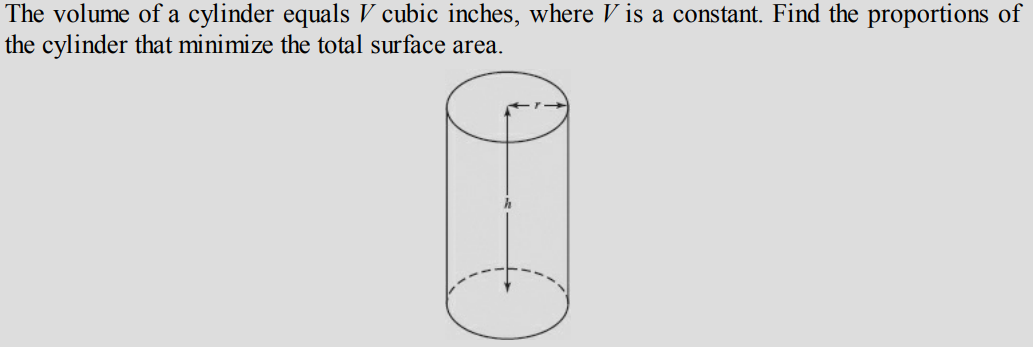 The volume of a cylinder equals V cubic inches, where V is a constant. Find the proportions of
the cylinder that minimize the total surface area.
r
h